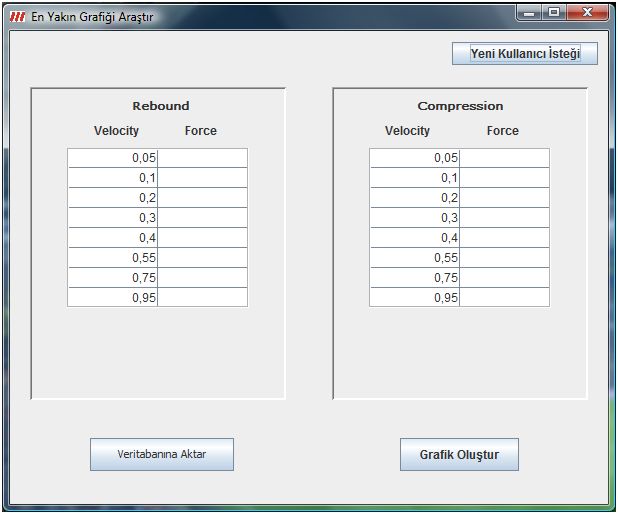 En Yakın Grafiği Araştır
Yeni Kullanıcı İsteği
Rebound
Velocity Force
0,05
0,1
0,2
0,3
0,4
0,55
0,75
0,95
Compression
Velocity Force
0,05
0,1
0,2
0,3
0,4
0,55
0,75
0,95
Veritabanına Aktar
Grafik Oluştur